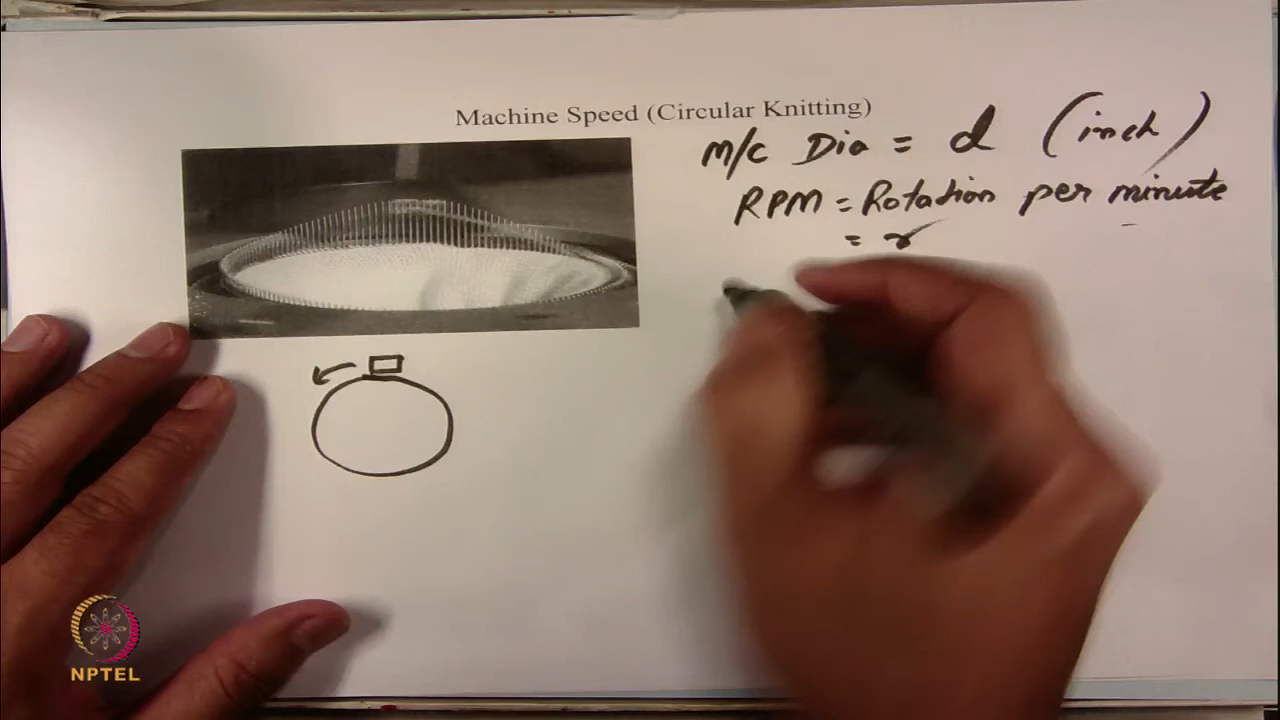 Machine Speed (Circular Knitting)
m/c Dia = d (inch)
RPM = Rotation per minute
= r
NPTEL